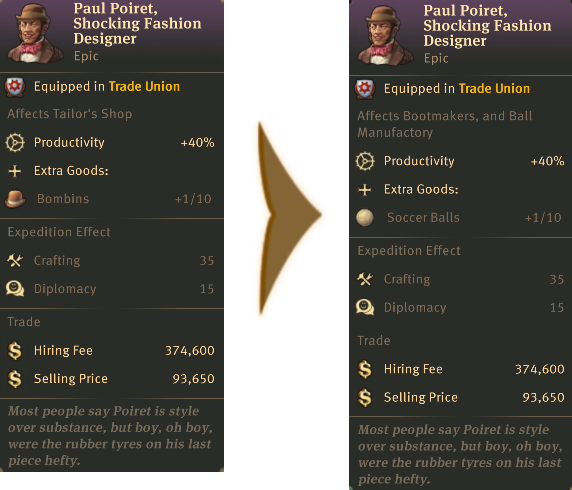 Paul Poiret,
Shocking Fashion
Designer
Epic
Equipped in Trade Union
Affects Tailor's Shop
Productivity +40%
Extra Goods:
Bombins +1/10
Expedition Effect
Crafting 35
Diplomacy 15
Trade
Hiring Fee 374,600
Selling Price 93,650
Most people say Poiret is style
over substance, but boy, oh boy,
were the rubber tyres on his last
piece hefty.
Paul Poiret,
Shocking Fashion
Designer
Epic
Equipped in Trade Union
Affects Bootmakers, and Ball
Manufactory
Productivity +40%
Extra Goods:
Soccer Balls +1/10
Expedition Effect
Crafting 35
Diplomacy 15
Trade
Hiring Fee 374,600
Selling Price 93,650
Most people say Poiret is style
over substance, but boy, oh boy,
were the rubber tyres on his last
piece hefty.